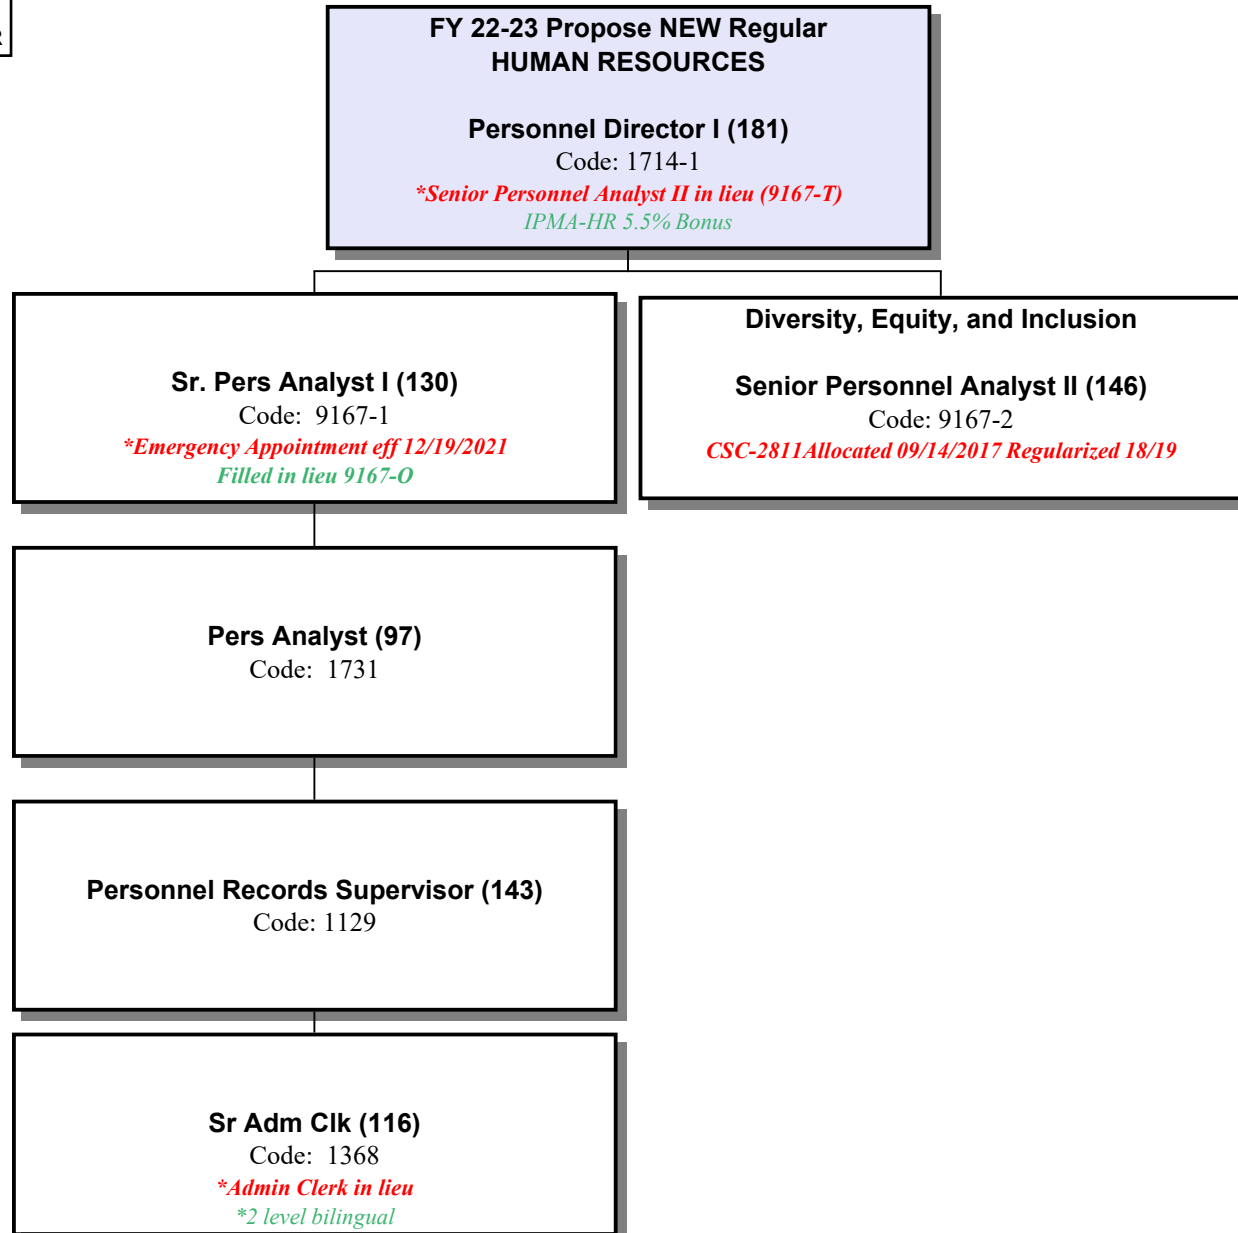 R
FY 22-23 Propose NEW Regular
HUMAN RESOURCES
Personnel Director I (181)
Code: 1714-1
*Senior Personnel Analyst II in lieu (9167-T)
IPMA-HR 5.5% Bonus
Sr. Pers Analyst I (130)
Code: 9167-1
*Emergency Appointment eff 12/19/2021
Filled in lieu 9167-O
Diversity, Equity, and Inclusion
Senior Personnel Analyst II (146)
Code: 9167-2
CSC-2811Allocated 09/14/2017 Regularized 18/19
Pers Analyst (97)
Code: 1731
Personnel Records Supervisor (143)
Code: 1129
Sr Adm Clk (116)
Code: 1368
*Admin Clerk in lieu
*2 level bilingual